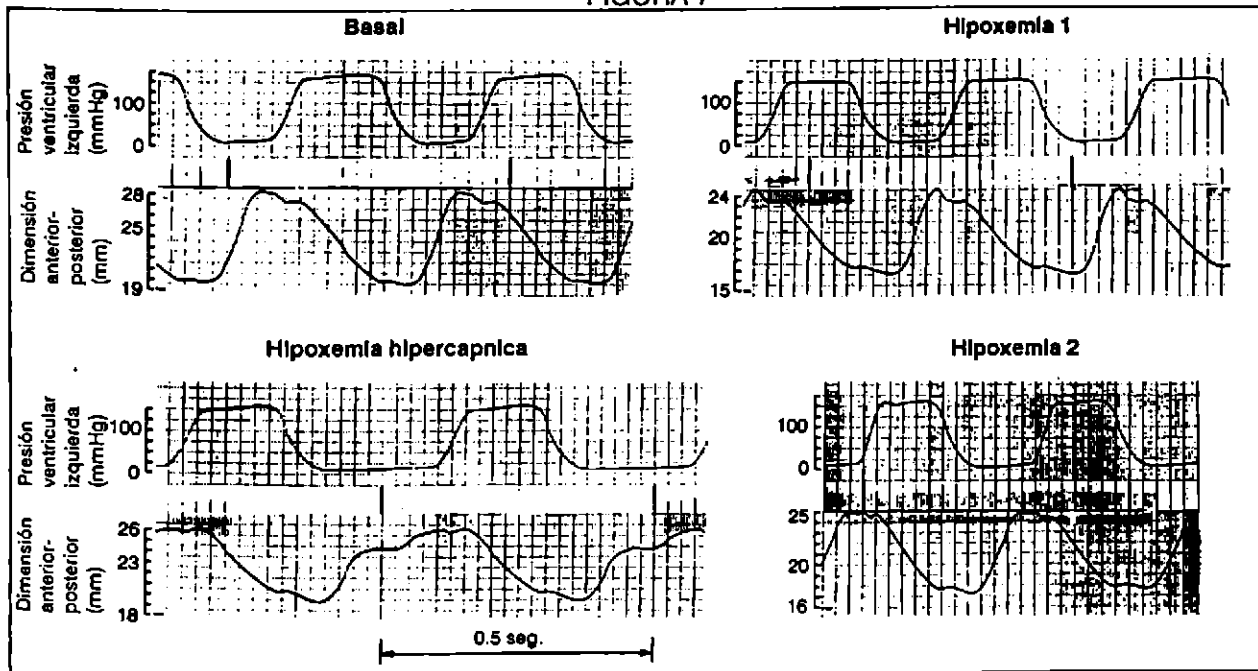 Basal
Hipoxemia 1
Presión
ventricular
izquierda
(mmHg)
100
0
100
0
Dimensión
anterior-
posterior
(mm)
28
25
19
24
20
15
Hipoxemia hipercapnica
Hipoxemia 2
Presión
ventricular
izquierda
(mmHg)
100
0
100
0
Dimensión
anterior-
posterior
(mm)
26
23
18
25
20
16
0.5 seg.